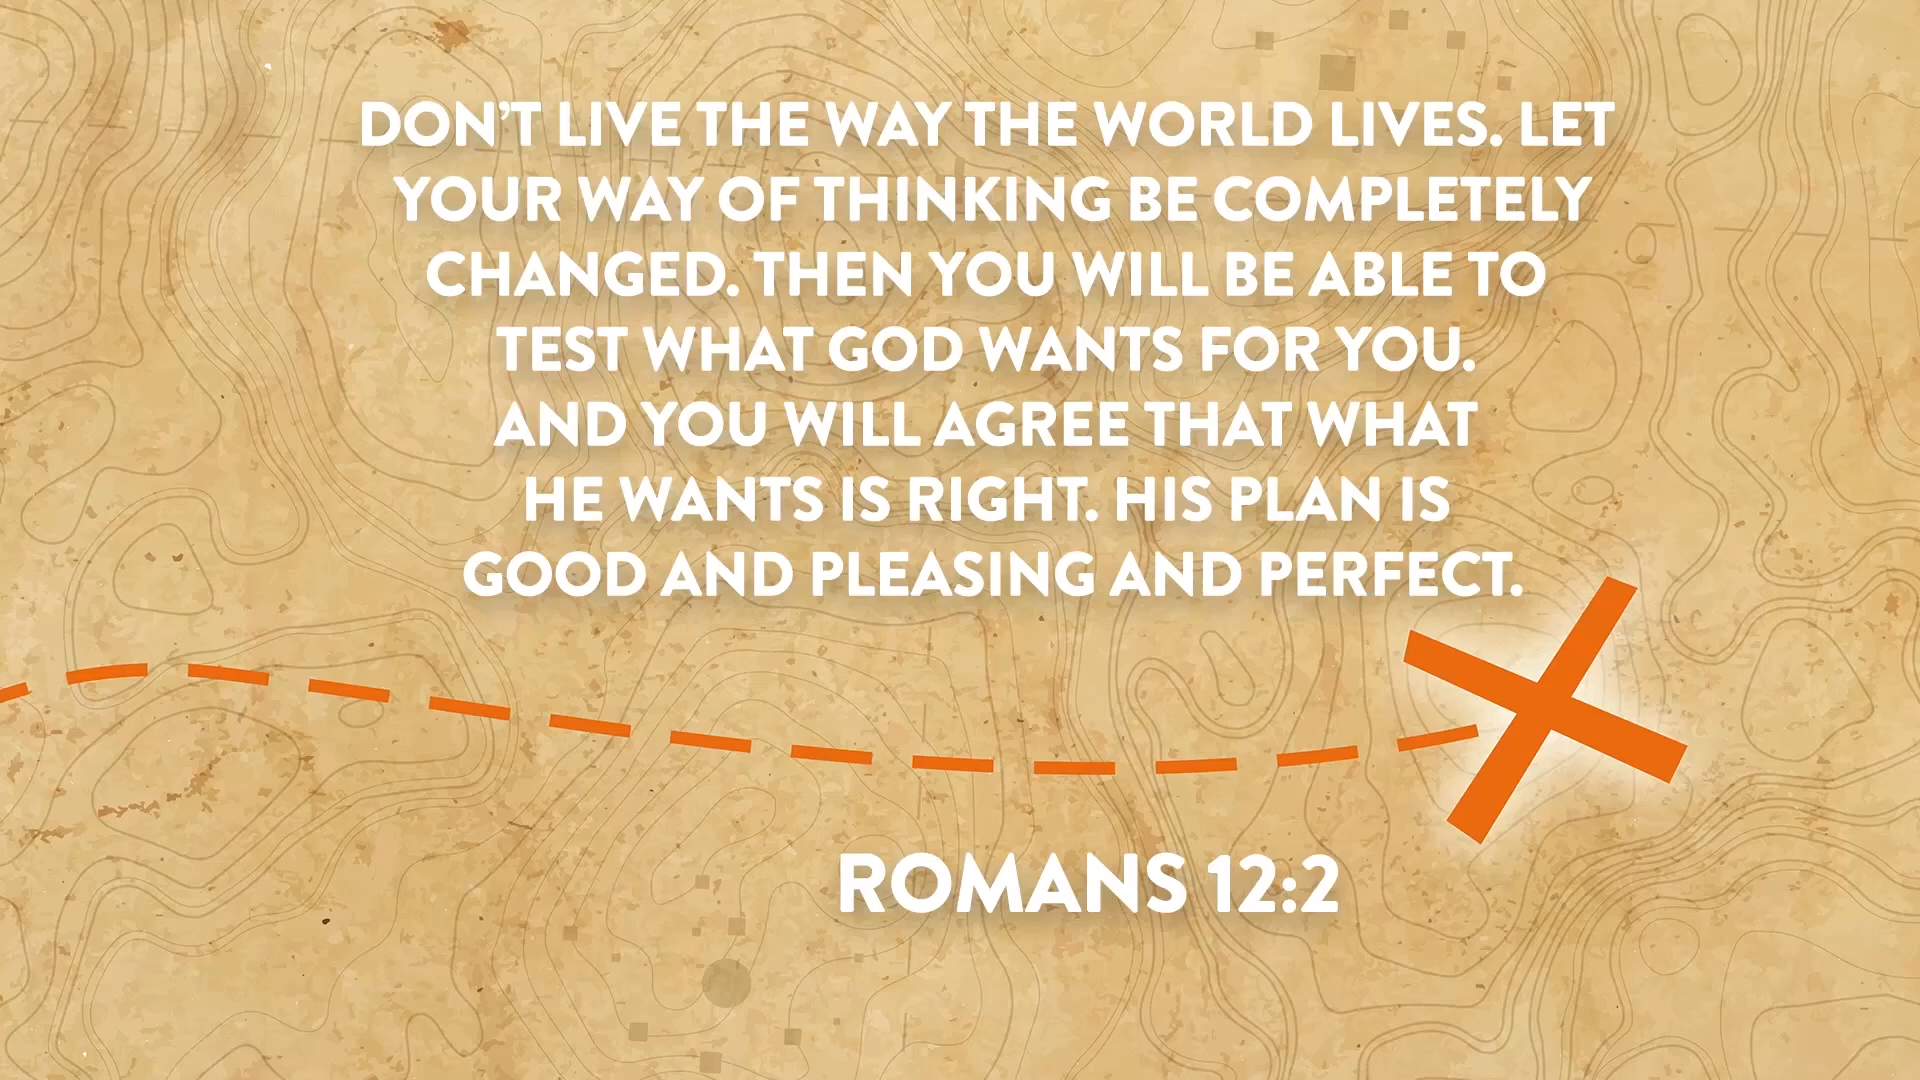 DON'T LIVE THE WAY THE WORLD LIVES. LET
YOUR WAY OF THINKING BE COMPLETELY
CHANGED. THEN YOU WILL BE ABLE TO
TEST WHAT GOD WANTS FOR YOU.
AND YOU WILL AGREE THAT WHAT
HE WANTS IS RIGHT. HIS PLAN IS
GOOD AND PLEASING AND PERFECT.
ROMANS 12:2